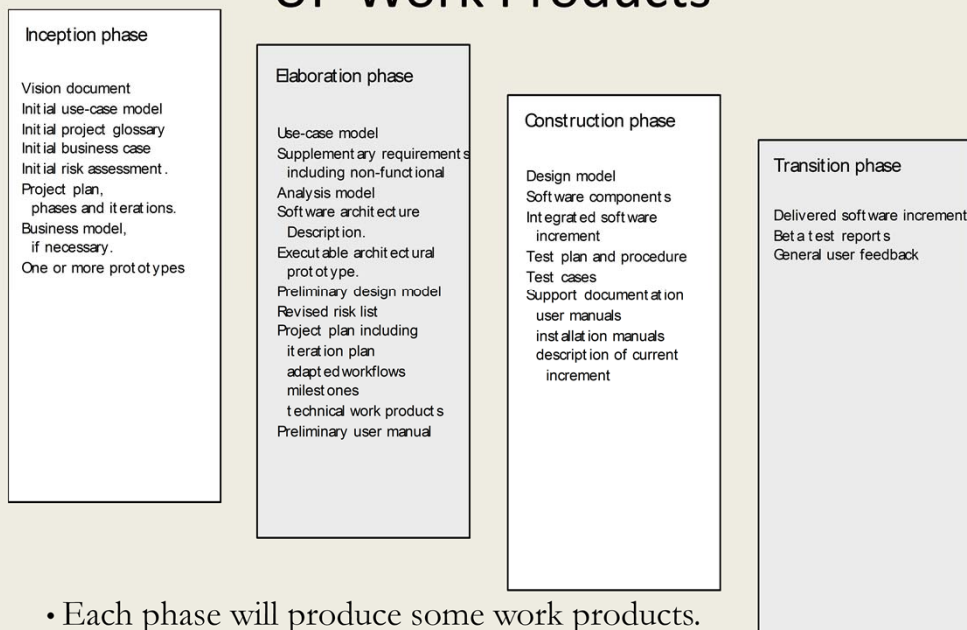 UP Work Products
Inception phase
Vision document
Initial use-case model
Initial project glossary
Initial business case
Initial risk assessment.
Project plan,
phases and iterations.
Business model,
if necessary.
One or more prototypes
Elaboration phase
Use-case model
Supplementary requirements
including non-functional
Analysis model
Software architecture
Description.
Executable architectural
prototype.
Preliminary design model
Revised risk list
Project plan including
iteration plan
adapted workflows
milestones
technical work products
Preliminary user manual
Construction phase
Design model
Software components
Integrated software
increment
Test plan and procedure
Test cases
Support documentation
user manuals
installation manuals
description of current
increment
Transition phase
Delivered software increment
Beta test reports
General user feedback
• Each phase will produce some work products.